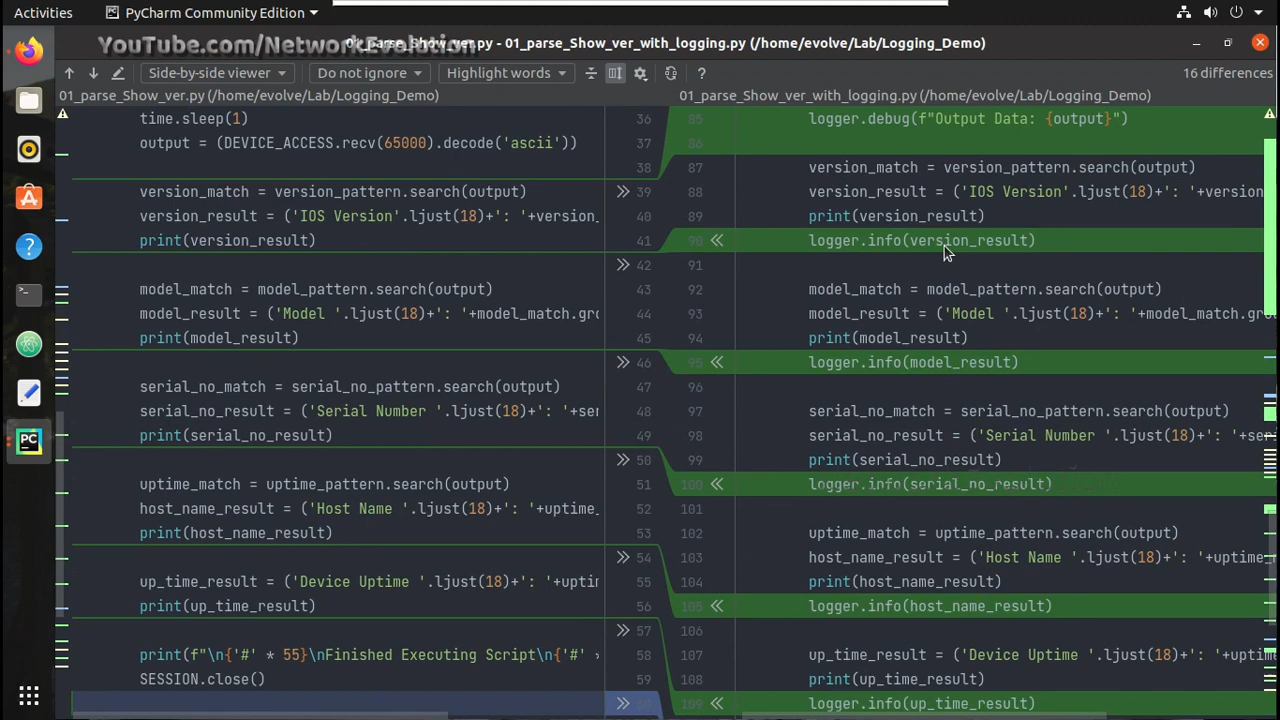 Activities PyCharm Community Edition
YouTube.com/NetworkEvolution
01_parse_Show_ver.py - 01_parse_Show_ver_with_logging.py (/home/evolve/Lab/Logging_Demo)
Side-by-side viewer Do not ignore Highlight words ? 16 differences
01_parse_Show_ver.py (/home/evolve/Lab/Logging_Demo) 01_parse_Show_ver_with_logging.py (/home/evolve/Lab/Logging_Demo)
time.sleep(1) 36 85 logger.debug(f"Output Data: {output}")
output = (DEVICE_ACCESS.recv(65000).decode('ascii')) 37 86
38 87 version_match = version_pattern.search(output)
version_match = version_pattern.search(output) 39 88 version_result = ('IOS Version'.ljust(18)+': '+version
version_result = ('IOS Version'.ljust(18)+': '+version_ 40 89 print(version_result)
print(version_result) 41 90 logger.info(version_result)
42 91
model_match = model_pattern.search(output) 43 92 model_match = model_pattern.search(output)
model_result = ('Model '.ljust(18)+': '+model_match.gro 44 93 model_result = ('Model '.ljust(18)+': '+model_match.gr
print(model_result) 45 94 print(model_result)
46 95 logger.info(model_result)
serial_no_match = serial_no_pattern.search(output) 47 96
serial_no_result = ('Serial Number '.ljust(18)+': '+ser 48 97 serial_no_match = serial_no_pattern.search(output)
print(serial_no_result) 49 98 serial_no_result = ('Serial Number '.ljust(18)+': '+se
50 99 print(serial_no_result)
uptime_match = uptime_pattern.search(output) 51 100 logger.info(serial_no_result)
host_name_result = ('Host Name '.ljust(18)+': '+uptime_ 52 101
print(host_name_result) 53 102 uptime_match = uptime_pattern.search(output)
54 103 host_name_result = ('Host Name '.ljust(18)+': '+uptime
up_time_result = ('Device Uptime '.ljust(18)+': '+uptim 55 104 print(host_name_result)
print(up_time_result) 56 105 logger.info(host_name_result)
57 106
print(f"\n{'#' * 55}\nFinished Executing Script\n{'#' * 58 107 up_time_result = ('Device Uptime '.ljust(18)+': '+upti
SESSION.close() 59 108 print(up_time_result)
60 109 logger.info(up_time_result)